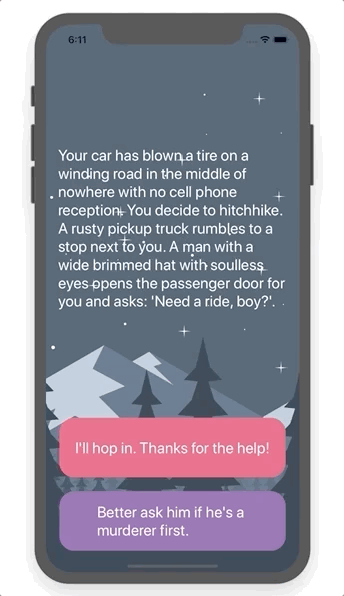 6:11
Your car has blown a tire on a
winding road in the middle of
nowhere with no cell phone
reception. You decide to hitchhike.
A rusty pickup truck rumbles to a
stop next to you. A man with a
wide brimmed hat with soulless
eyes opens the passenger door for
you and asks: 'Need a ride, boy?'.
I'll hop in. Thanks for the help!
Better ask him if he's a
murderer first.